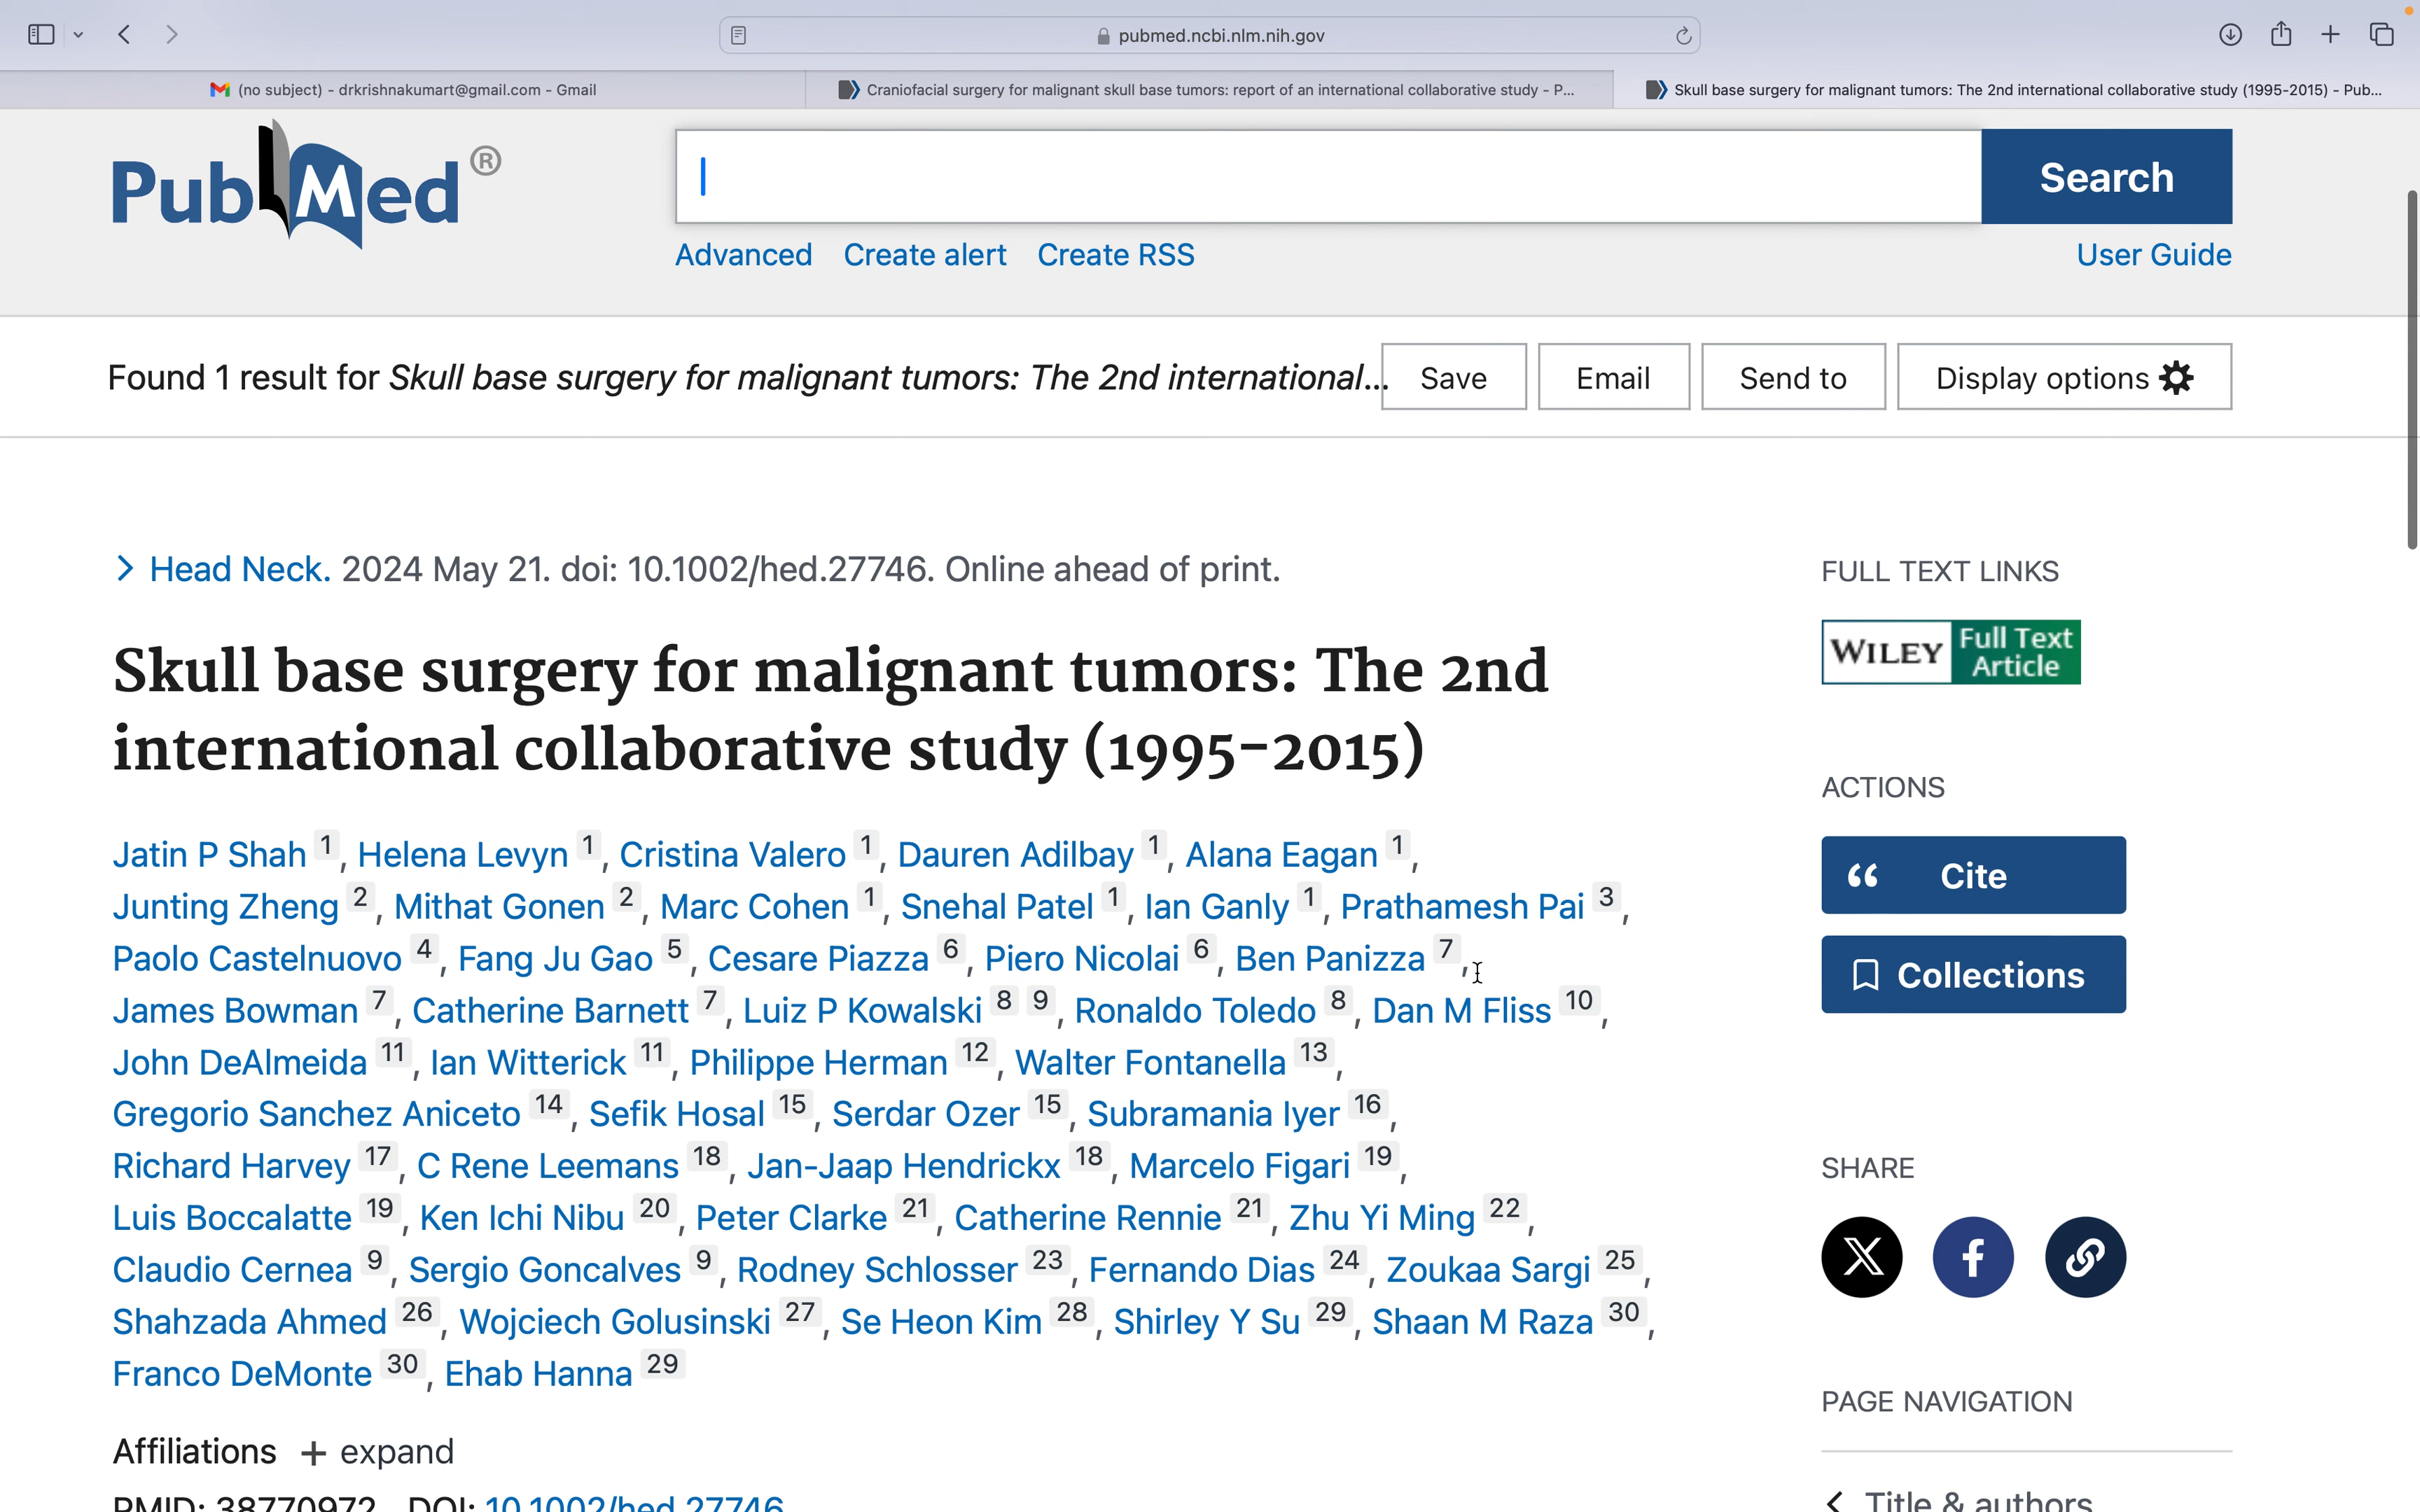 pubmed.ncbi.nlm.nih.gov
(no subject) - drkrishnakumart@gmail.com - Gmail
Craniofacial surgery for malignant skull base tumors: report of an international collaborative study - P...
Skull base surgery for malignant tumors: The 2nd international collaborative study (1995-2015) - Pub...
PubMed®
Search
Advanced Create alert Create RSS
User Guide
Found 1 result for Skull base surgery for malignant tumors: The 2nd international...
Save
Email
Send to
Display options
Head Neck. 2024 May 21. doi: 10.1002/hed.27746. Online ahead of print.
Skull base surgery for malignant tumors: The 2nd
international collaborative study (1995-2015)
Jatin P Shah 1, Helena Levyn 1, Cristina Valero 1, Dauren Adilbay 1, Alana Eagan 1,
Junting Zheng 2, Mithat Gonen 2, Marc Cohen 1, Snehal Patel 1, Ian Ganly 1, Prathamesh Pai 3,
Paolo Castelnuovo 4, Fang Ju Gao 5, Cesare Piazza 6, Piero Nicolai 6, Ben Panizza 7,
James Bowman 7, Catherine Barnett 7, Luiz P Kowalski 8 9, Ronaldo Toledo 8, Dan M Fliss 10,
John DeAlmeida 11, Ian Witterick 11, Philippe Herman 12, Walter Fontanella 13,
Gregorio Sanchez Aniceto 14, Sefik Hosal 15, Serdar Ozer 15, Subramania Iyer 16,
Richard Harvey 17, C Rene Leemans 18, Jan-Jaap Hendrickx 18, Marcelo Figari 19,
Luis Boccalatte 19, Ken Ichi Nibu 20, Peter Clarke 21, Catherine Rennie 21, Zhu Yi Ming 22,
Claudio Cernea 9, Sergio Goncalves 9, Rodney Schlosser 23, Fernando Dias 24, Zoukaa Sargi 25,
Shahzada Ahmed 26, Wojciech Golusinski 27, Se Heon Kim 28, Shirley Y Su 29, Shaan M Raza 30,
Franco DeMonte 30, Ehab Hanna 29
Affiliations + expand
PMID: 38770972 DOI: 10.1002/hed.27746
FULL TEXT LINKS
WILEY Full Text
Article
ACTIONS
Cite
Collections
SHARE
PAGE NAVIGATION
Title & authors